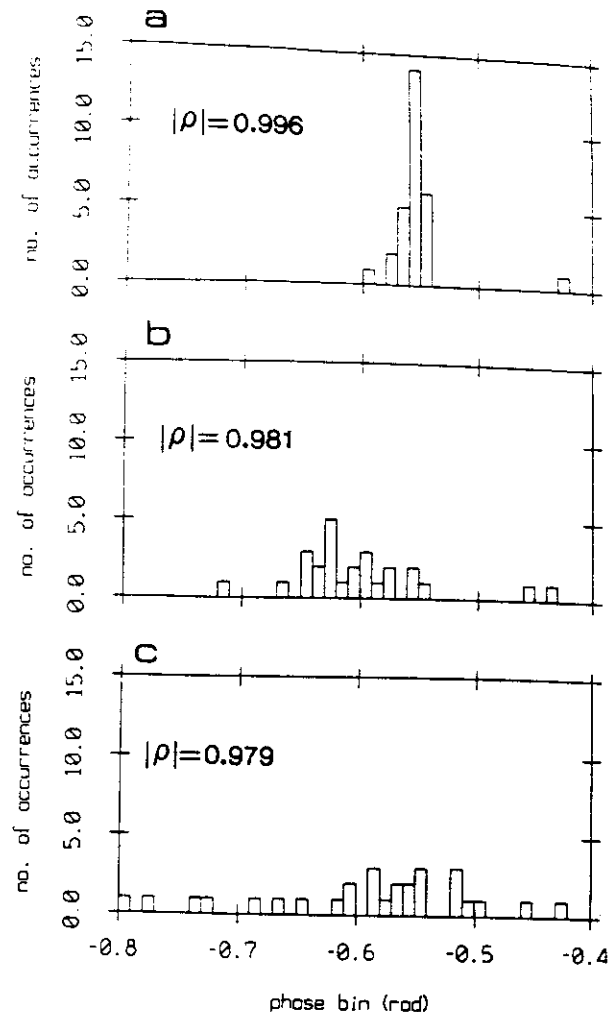 a
15.0
10.0
5.0
0.0
no. of occurrences
|ρ|=0.996
b
15.0
10.0
5.0
0.0
no. of occurrences
|ρ|=0.981
c
15.0
10.0
5.0
0.0
no. of occurrences
|ρ|=0.979
-0.8 -0.7 -0.6 -0.5 -0.4
phase bin (rad)